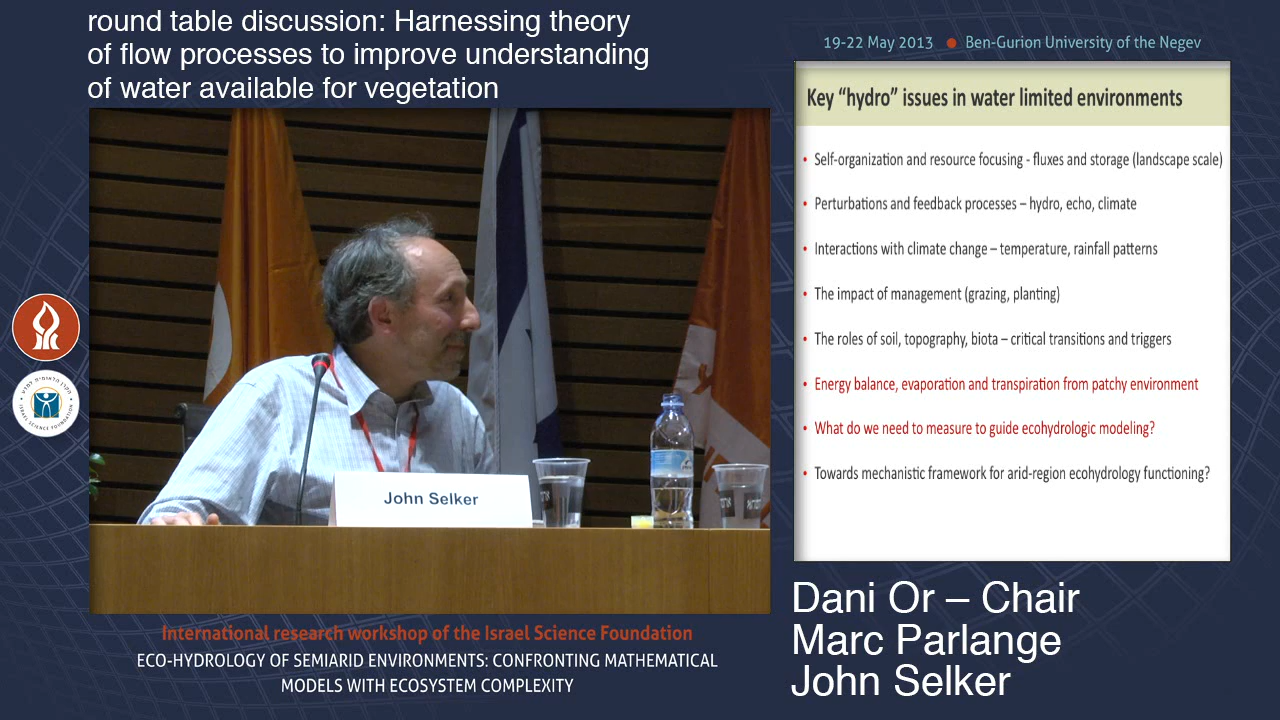 round table discussion: Harnessing theory
of flow processes to improve understanding
of water available for vegetation
19-22 May 2013 • Ben-Gurion University of the Negev
Key “hydro” issues in water limited environments
• Self-organization and resource focusing - fluxes and storage (landscape scale)
• Perturbations and feedback processes – hydro, echo, climate
• Interactions with climate change – temperature, rainfall patterns
• The impact of management (grazing, planting)
• The roles of soil, topography, biota – critical transitions and triggers
• Energy balance, evaporation and transpiration from patchy environment
• What do we need to measure to guide ecohydrologic modeling?
• Towards mechanistic framework for arid-region ecohydrology functioning?
John Selker
ISRAEL SCIENCE FOUNDATION
Dani Or – Chair
Marc Parlange
John Selker
International research workshop of the Israel Science Foundation
ECO-HYDROLOGY OF SEMIARID ENVIRONMENTS: CONFRONTING MATHEMATICAL
MODELS WITH ECOSYSTEM COMPLEXITY